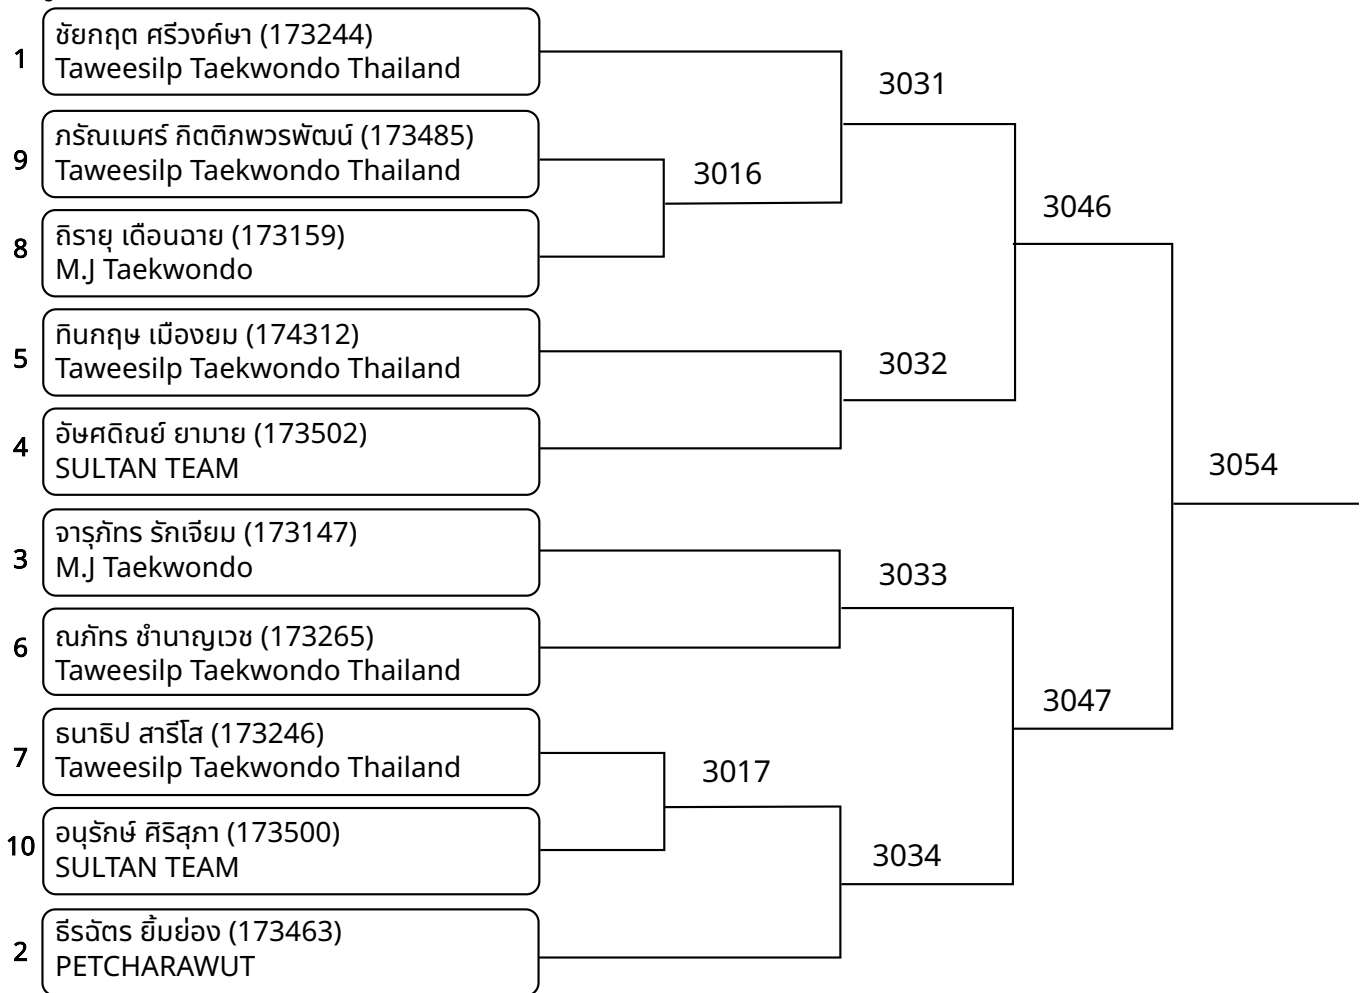 1
ชัยกฤต ศรีวงค์ษา (173244)
Taweesilp Taekwondo Thailand
9
ภรัณเมศร์ กิตติภพวรพัฒน์ (173485)
Taweesilp Taekwondo Thailand
8
ถิรายุ เดือนฉาย (173159)
M.J Taekwondo
5
ทินกฤษ เมืองยม (174312)
Taweesilp Taekwondo Thailand
4
อัษศดิณย์ ยามาย (173502)
SULTAN TEAM
3
จารุภัทร รักเจียม (173147)
M.J Taekwondo
6
ณภัทร ชำนาญเวช (173265)
Taweesilp Taekwondo Thailand
7
ธนาธิป สารีโส (173246)
Taweesilp Taekwondo Thailand
10
อนุรักษ์ ศิริสุภา (173500)
SULTAN TEAM
2
ธีรฉัตร ยิ้มย่อง (173463)
PETCHARAWUT
3016
3017
3031
3032
3033
3034
3046
3047
3054